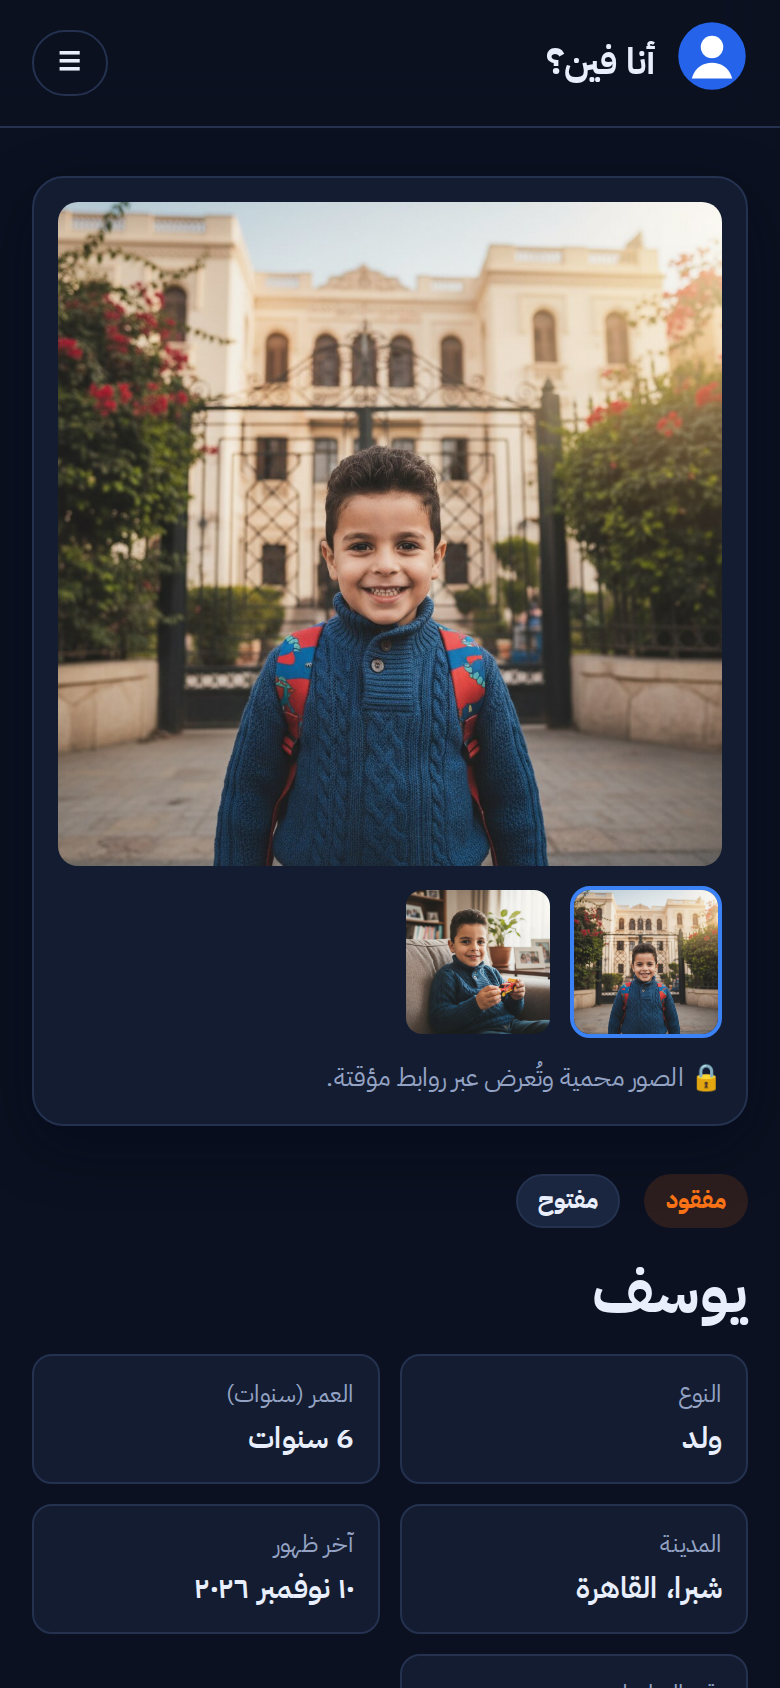 أنا فين؟
🔒 الصور محمية وتُعرض عبر روابط مؤقتة.
مفقود
مفتوح
يوسف
النوع
ولد
العمر (سنوات)
6 سنوات
المدينة
شبرا، القاهرة
آخر ظهور
١٠ نوفمبر ٢٠٢٦